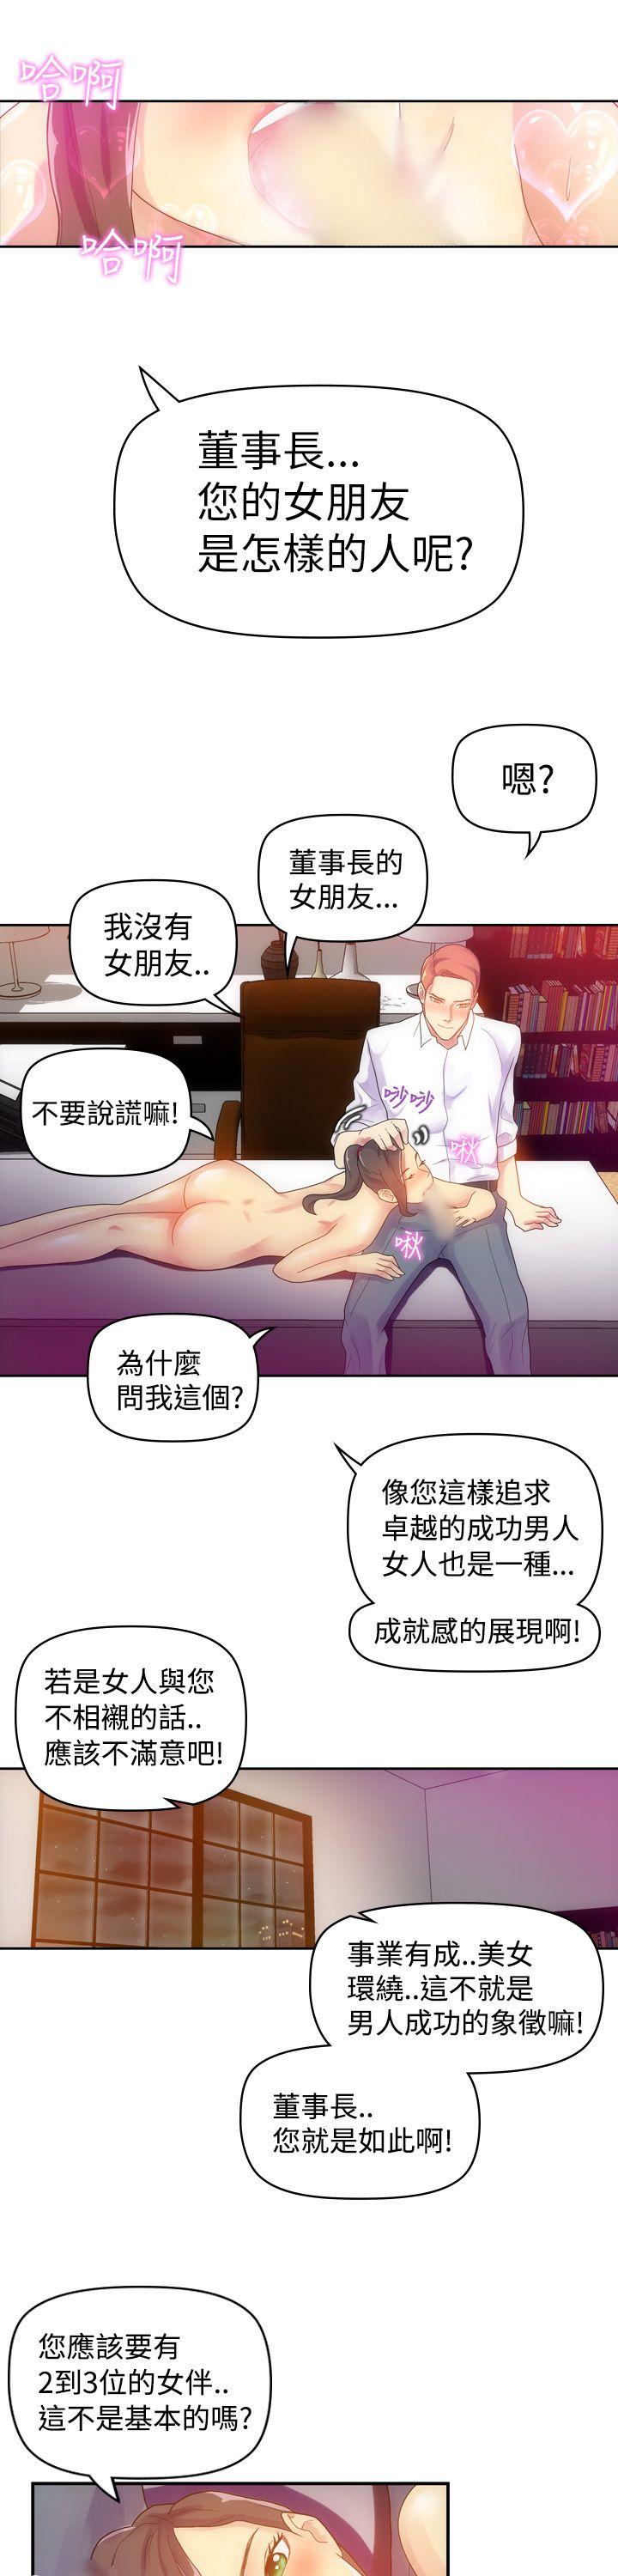 哈啊
哈啊
董事長...
您的女朋友
是怎樣的人呢?
嗯?
董事長的
女朋友...
我沒有
女朋友..
不要說謊嘛!
吵吵
啾
啾
為什麼
問我這個?
像您這樣追求
卓越的成功男人
女人也是一種...
成就感的展現啊!
若是女人與您
不相襯的話..
應該不滿意吧!
事業有成..美女
環繞..這不就是
男人成功的象徵嘛!
董事長..
您就是如此啊!
您應該要有
2到3位的女伴..
這不是基本的嗎?